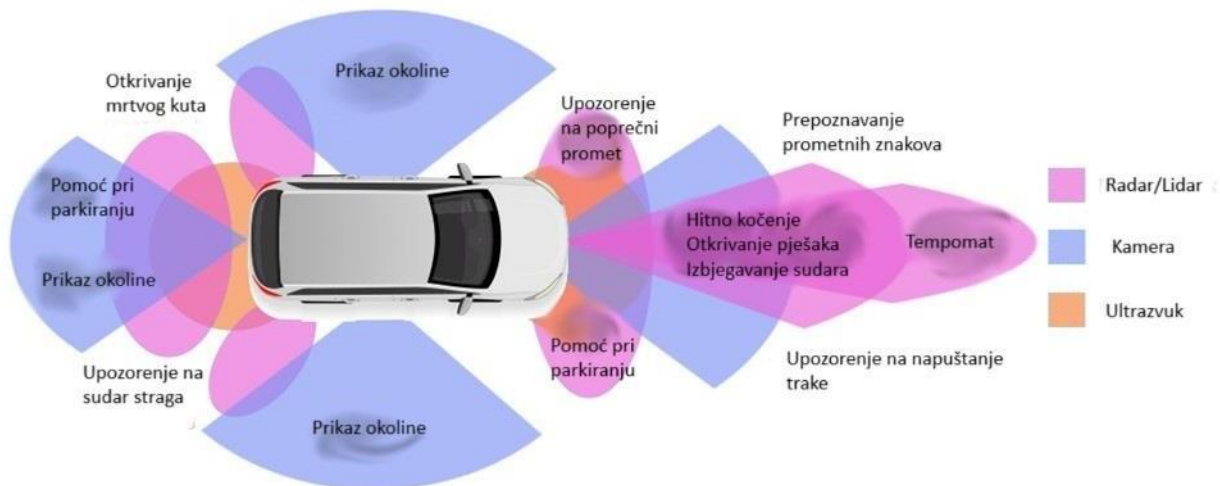 Prikaz okoline
Otkrivanje
mrtvog kuta
Upozorenje
na poprečni
promet
Prepoznavanje
prometnih znakova
Pomoć pri
parkiranju
Prikaz okoline
Hitno kočenje
Otkrivanje pješaka
Izbjegavanje sudara
Tempomat
Radar/Lidar
Kamera
Ultrazvuk
Upozorenje na
sudar straga
Pomoć pri
parkiranju
Upozorenje na napuštanje
trake
Prikaz okoline